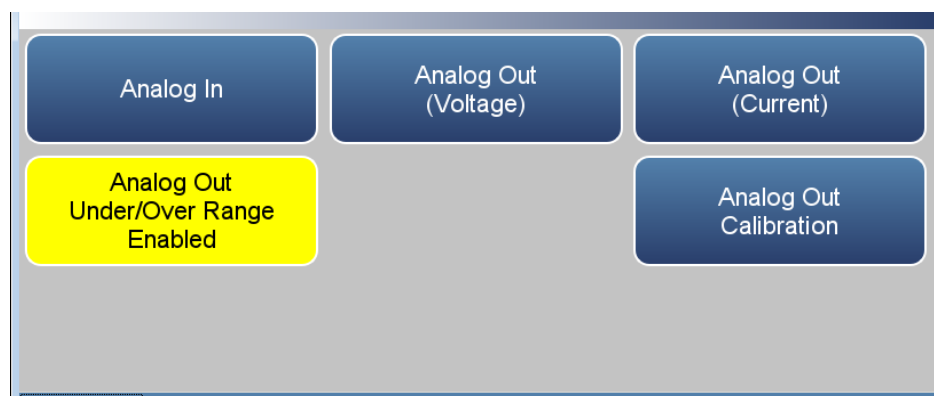 Analog In
Analog Out
(Voltage)
Analog Out
(Current)
Analog Out
Under/Over Range
Enabled
Analog Out
Calibration